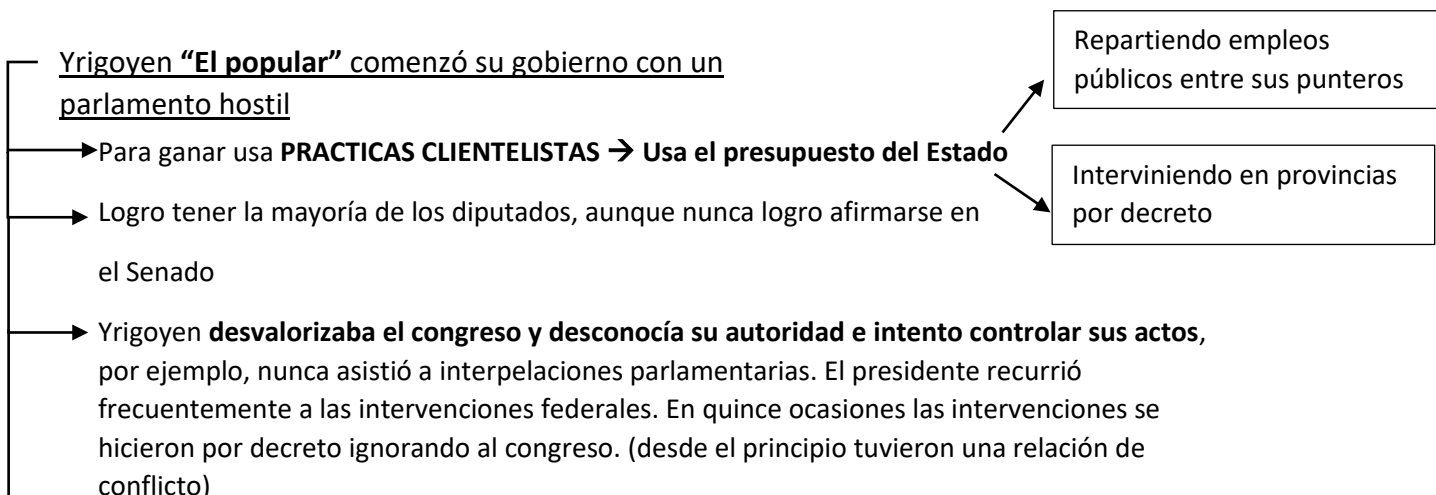 Yrigoyen “El popular” comenzó su gobierno con un
parlamento hostil
Repartiendo empleos
públicos entre sus punteros
Para ganar usa PRACTICAS CLIENTELISTAS → Usa el presupuesto del Estado
Interviniendo en provincias
por decreto
Logro tener la mayoría de los diputados, aunque nunca logro afirmarse en
el Senado
Yrigoyen desvalorizaba el congreso y desconocía su autoridad e intento controlar sus actos,
por ejemplo, nunca asistió a interpelaciones parlamentarias. El presidente recurrió
frecuentemente a las intervenciones federales. En quince ocasiones las intervenciones se
hicieron por decreto ignorando al congreso. (desde el principio tuvieron una relación de
conflicto)